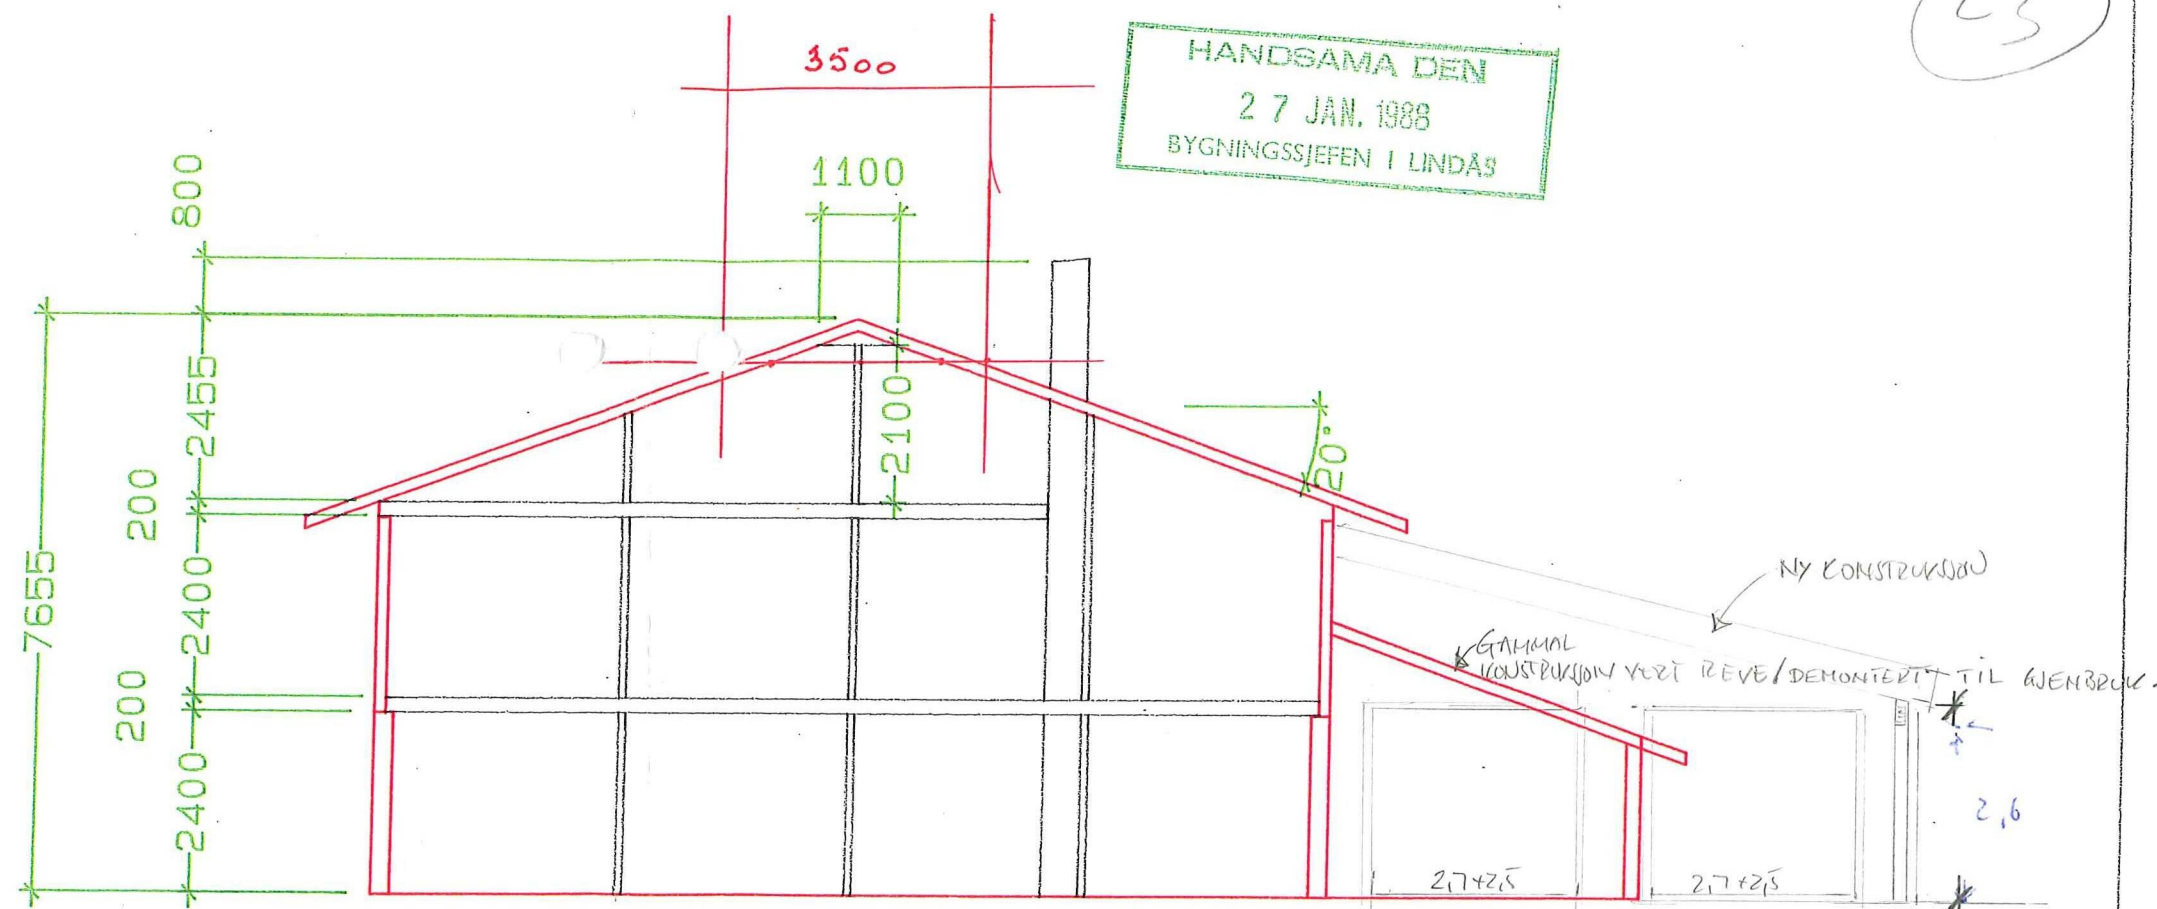 3500
HANDSAMA DEN
27 JAN. 1988
BYGNINGSSJEFEN I LINDÅS
1100
800
2455
2100
20°
200
2400
7655
200
2400
NY KONSTRUKSJON
GAMMAL
KONSTRUKSJON VERT REVE/DEMONTERT TIL GJENBRUK.
2,6
2,7+2,5
2,7+2,5